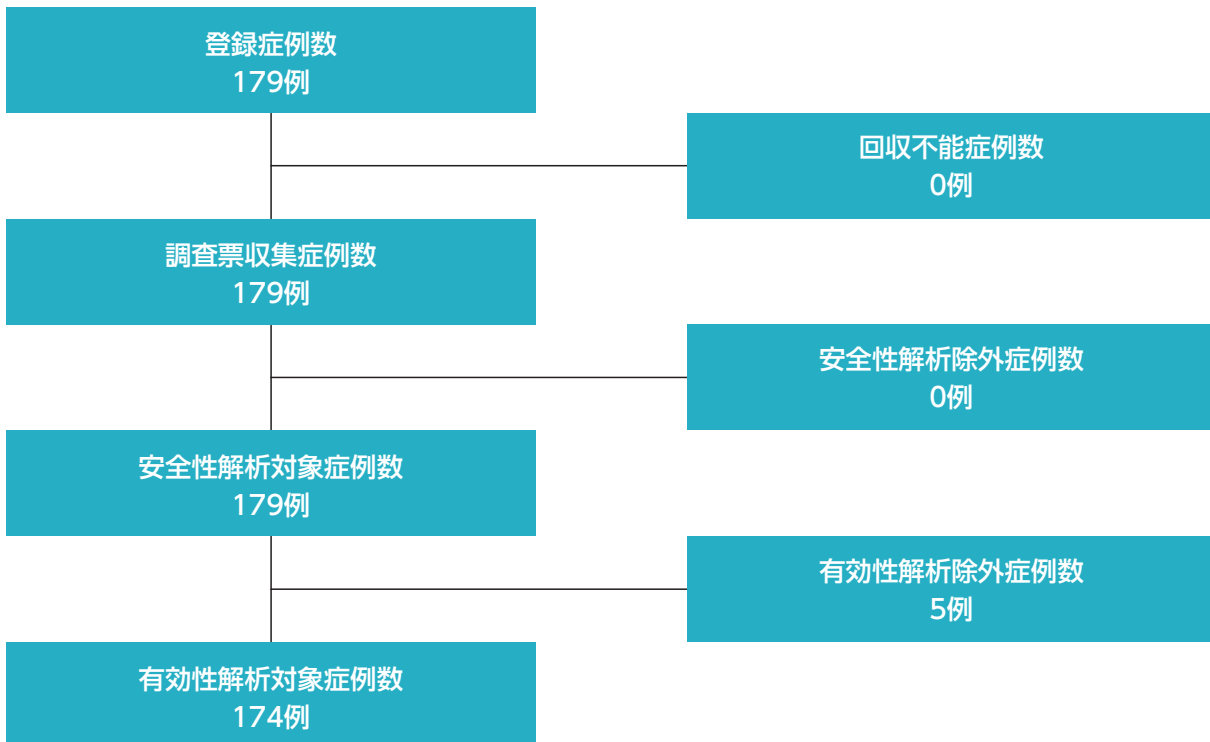 登録症例数
179例
回収不能症例数
0例
調査票収集症例数
179例
安全性解析除外症例数
0例
安全性解析対象症例数
179例
有効性解析除外症例数
5例
有効性解析対象症例数
174例